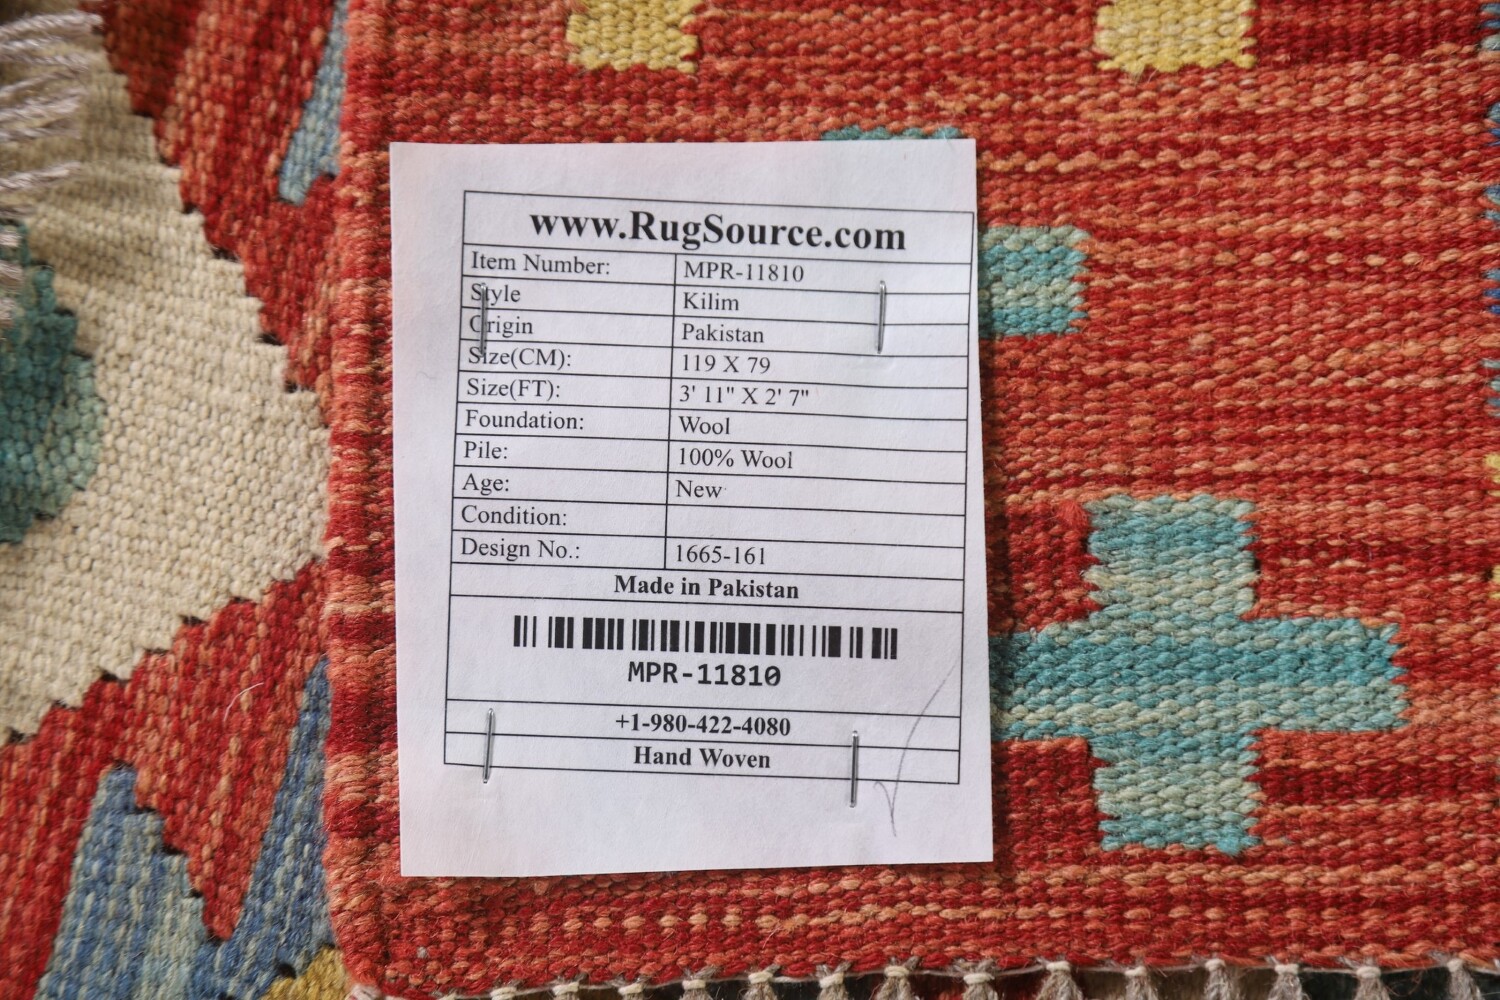 www.RugSource.com
Item Number: MPR-11810
Style Kilim
Origin Pakistan
Size(CM): 119 X 79
Size(FT): 3' 11" X 2' 7"
Foundation: Wool
Pile: 100% Wool
Age: New
Condition:
Design No.: 1665-161
Made in Pakistan
MPR-11810
+1-980-422-4080
Hand Woven